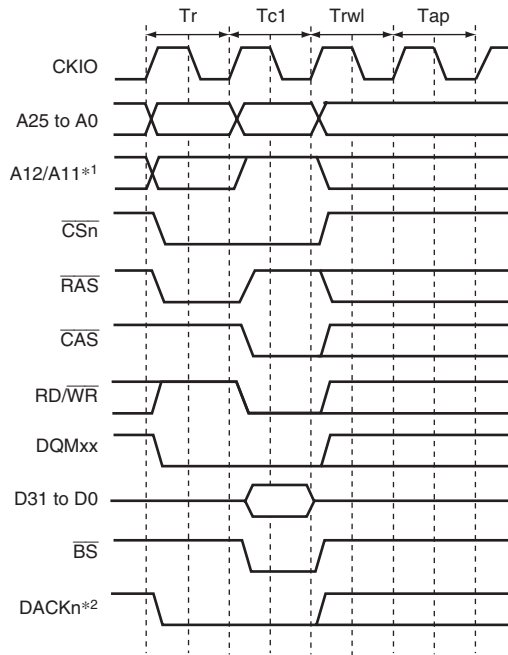 Tr Tc1 Trwl Tap
CKIO
A25 to A0
A12/A11*1
CSn
RAS
CAS
RD/WR
DQMxx
D31 to D0
BS
DACKn*2